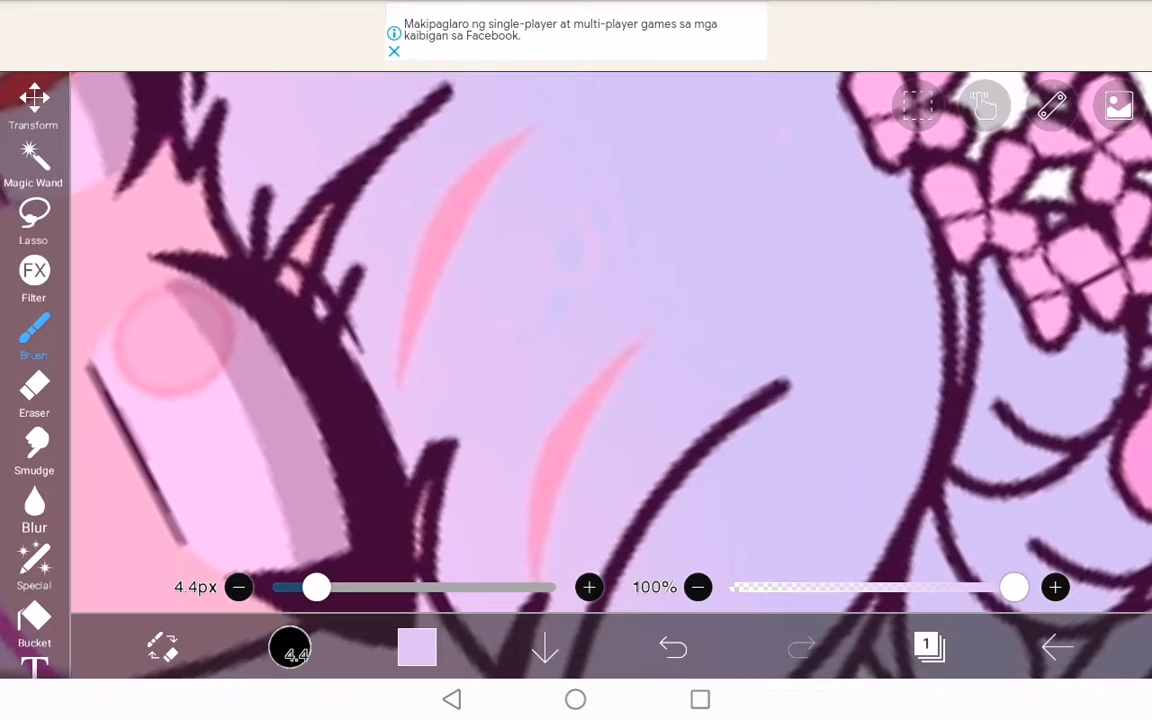 Makipaglaro ng single-player at multi-player games sa mga
kaibigan sa Facebook.
Transform
Magic Wand
Lasso
FX
Filter
Brush
Eraser
Smudge
Blur
Special
Bucket
T
4.4px
100%
4.4
1